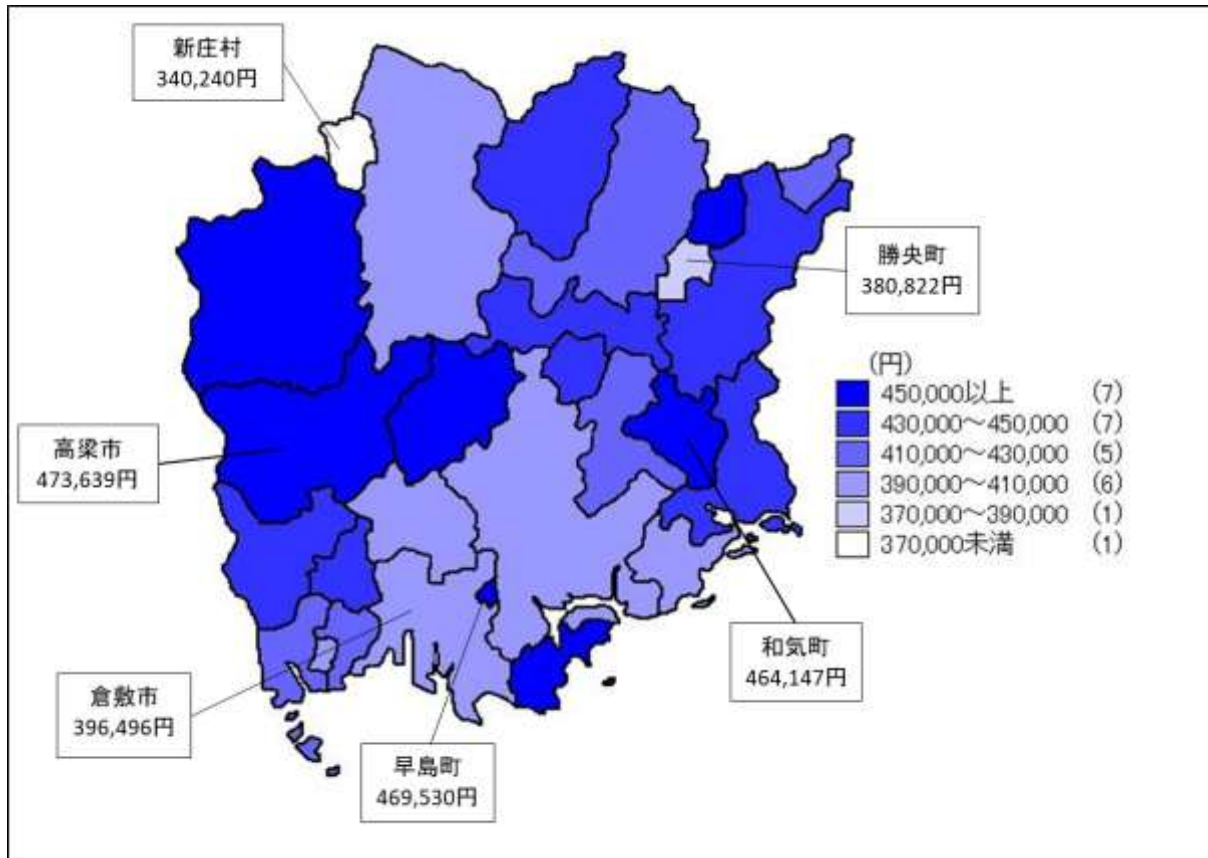 新庄村
340,240円
勝央町
380,822円
(円)
450,000以上 (7)
430,000～450,000 (7)
410,000～430,000 (5)
390,000～410,000 (6)
370,000～390,000 (1)
370,000未満 (1)
高梁市
473,639円
和気町
464,147円
倉敷市
396,496円
早島町
469,530円